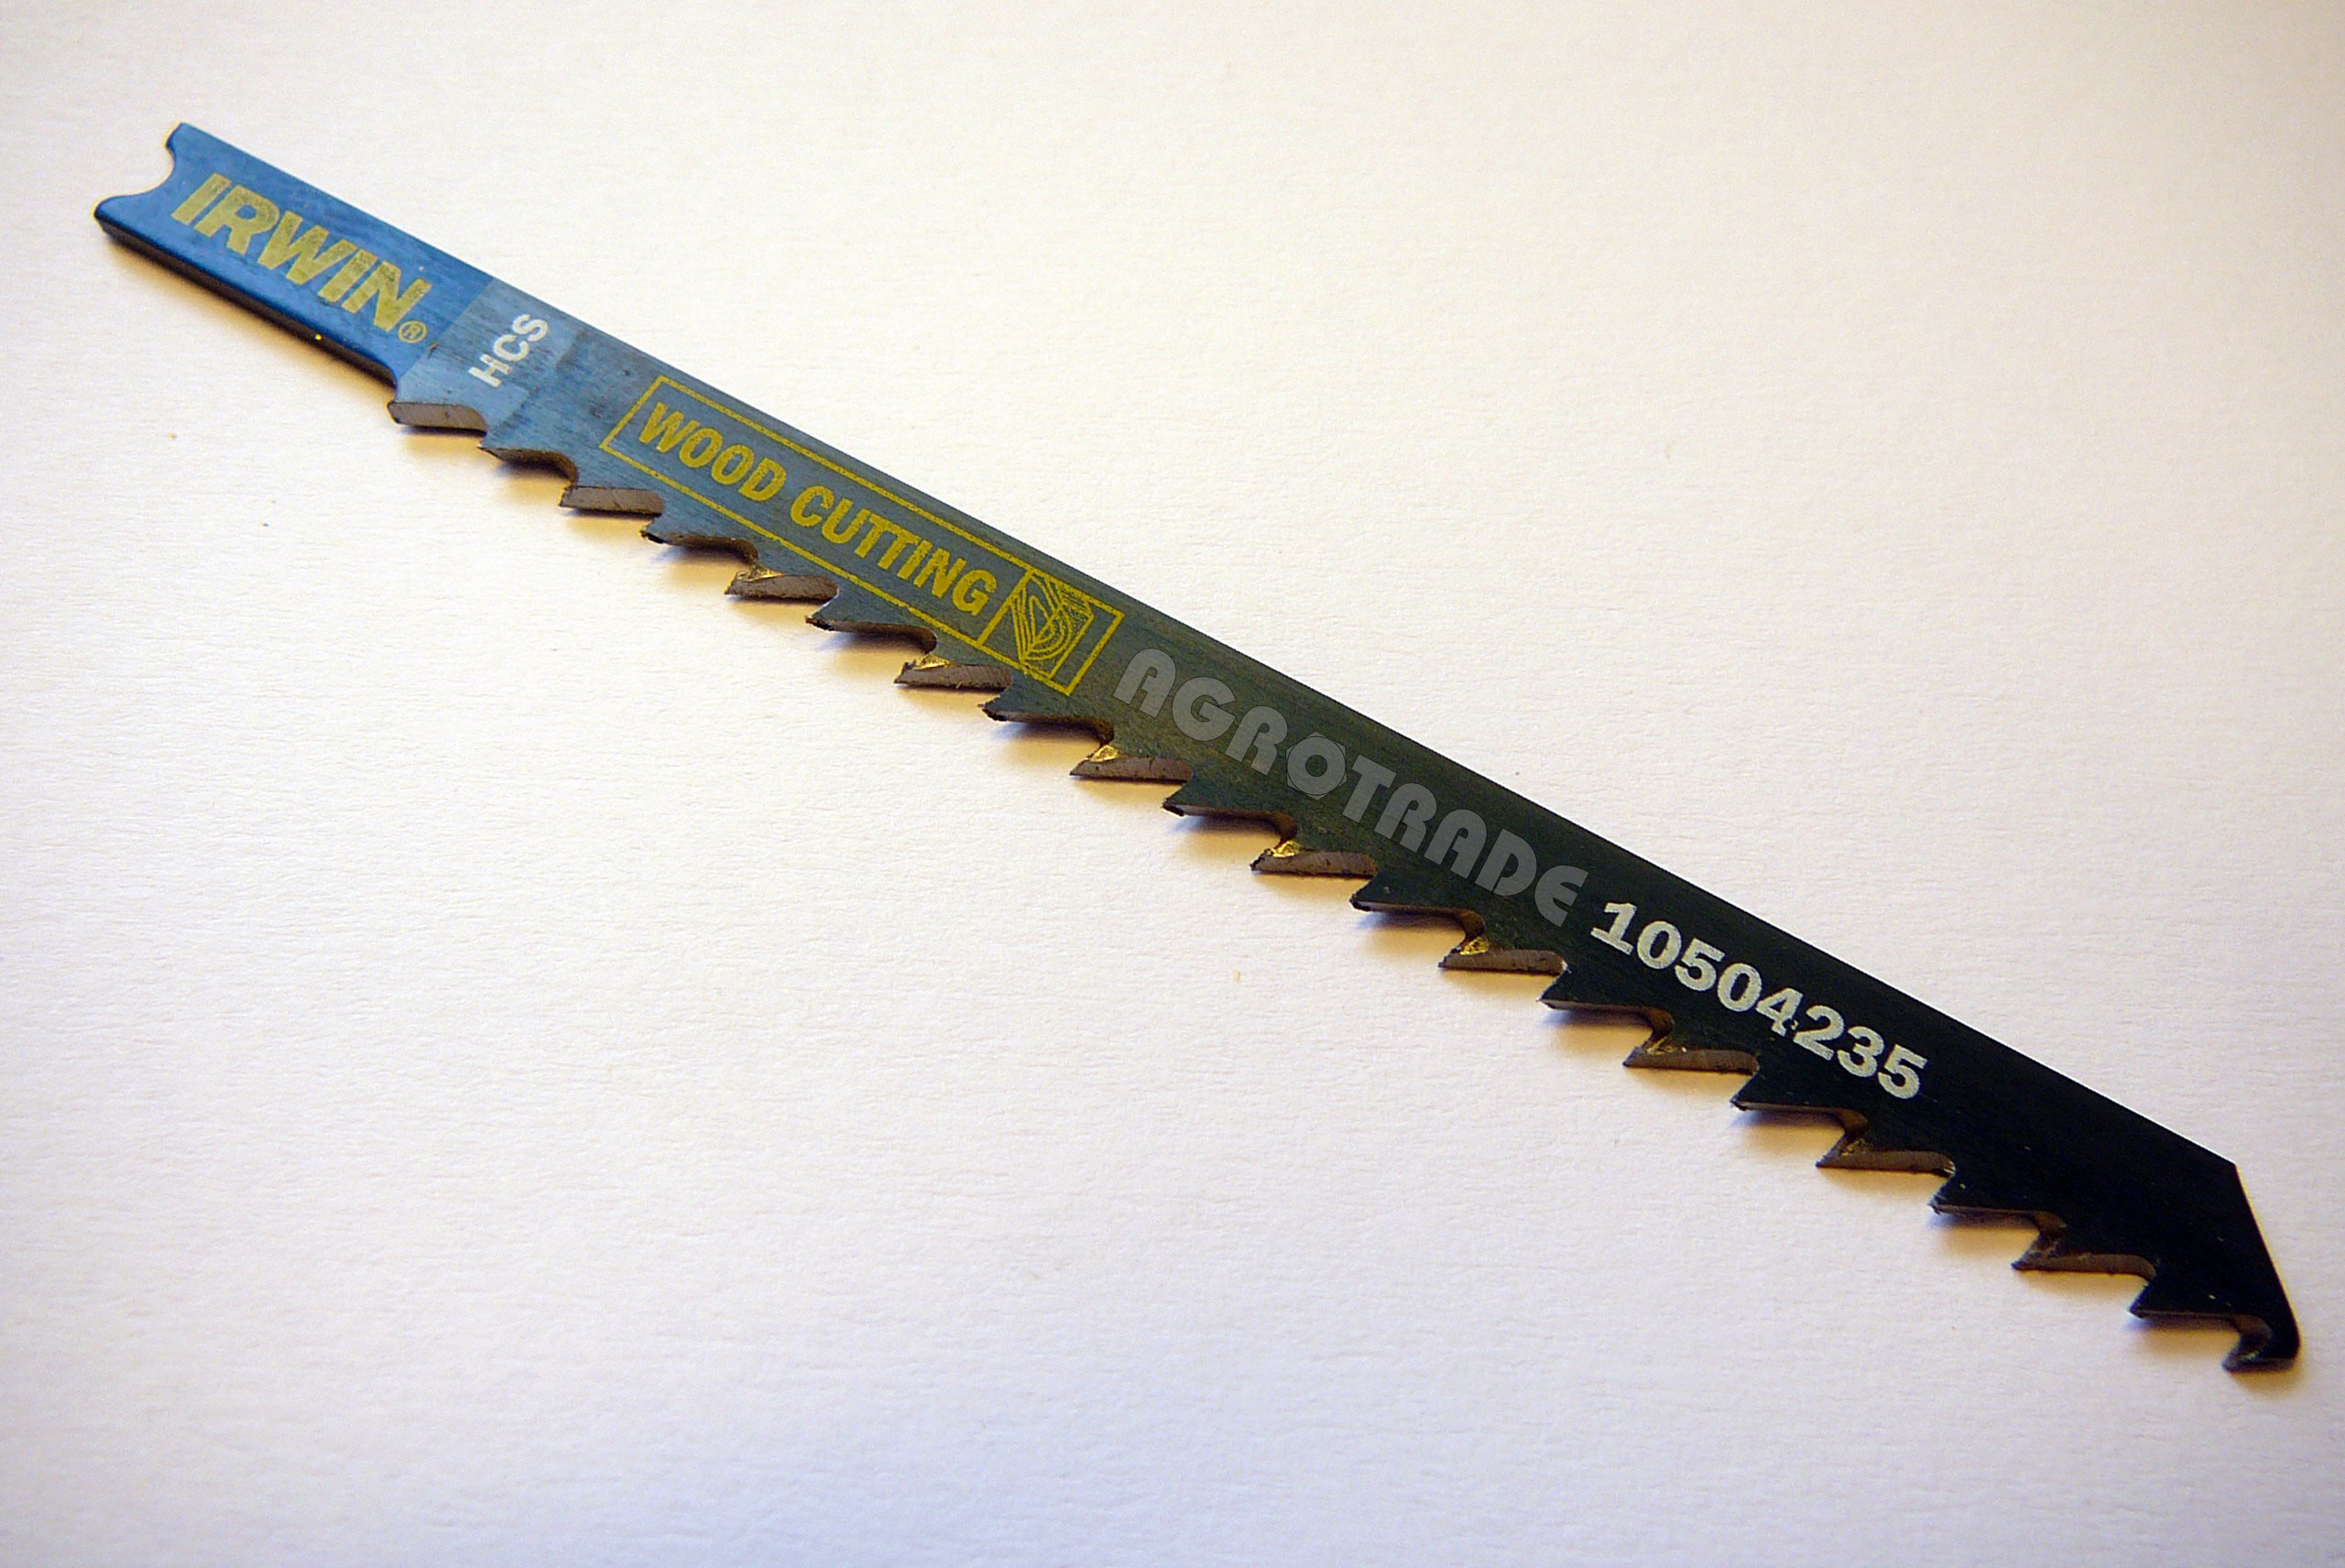 IRWIN®
HCS
WOOD CUTTING
AGROTRADE
10504235